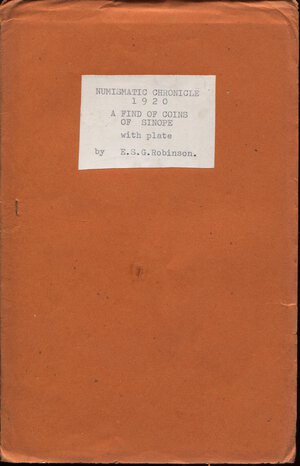 NUMISMATIC CHRONICLE
1920
A FIND OF COINS
OF SINOPE
with plate
by E.S.G.Robinson.